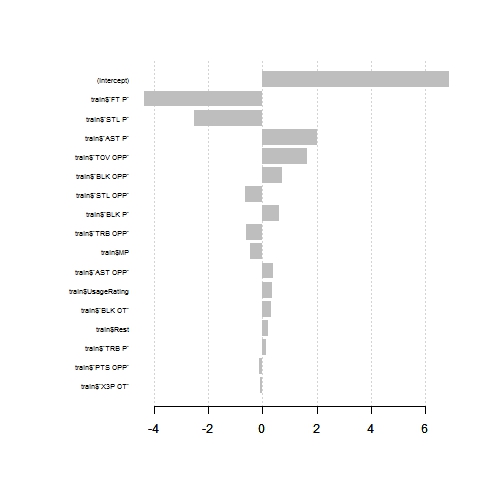 (Intercept)
train$`FT P`
train$`STL P`
train$`AST P`
train$`TOV OPP`
train$`BLK OPP`
train$`STL OPP`
train$`BLK P`
train$`TRB OPP`
train$MP
train$`AST OPP`
train$UsageRating
train$`BLK OT`
train$Rest
train$`TRB P`
train$`PTS OPP`
train$`X3P OT`
-4 -2 0 2 4 6